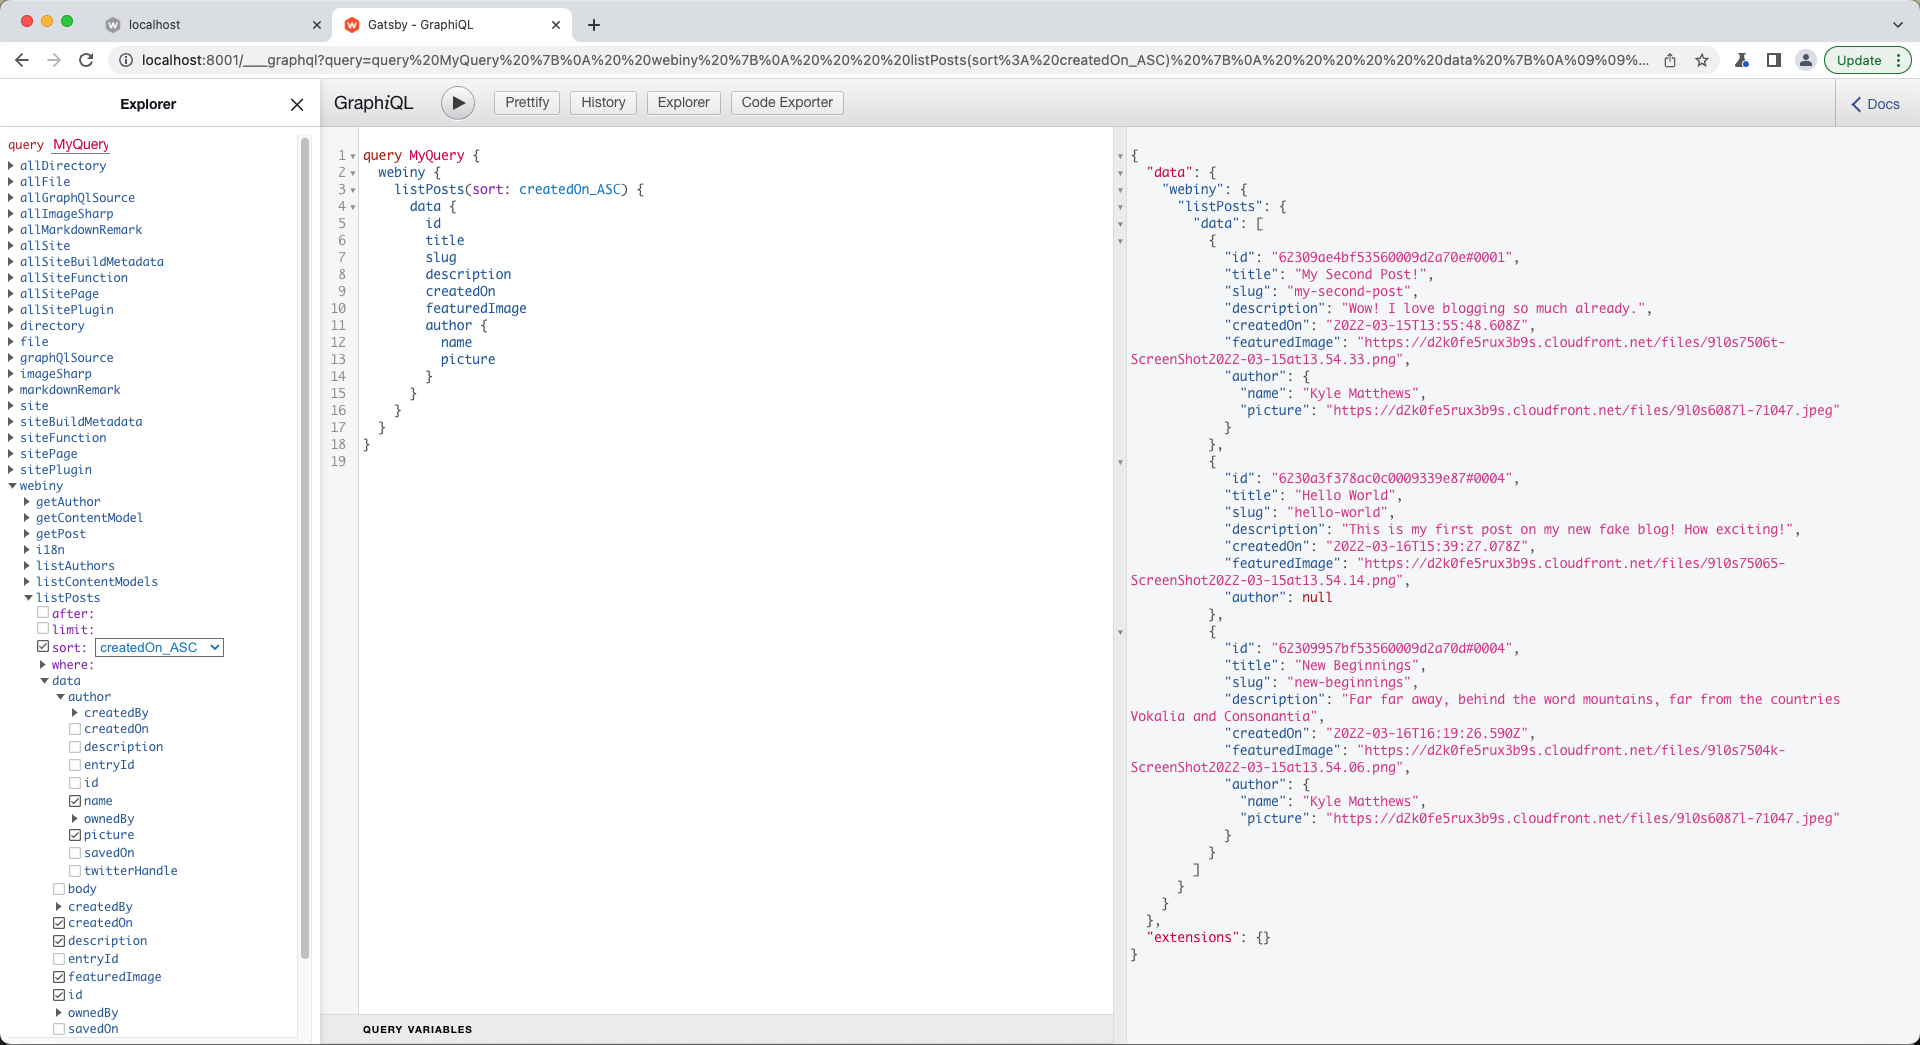 localhost
Gatsby - GraphiQL
localhost:8001/___graphql?query=query%20MyQuery%20%7B%0A%20%20webiny%20%7B%0A%20%20%20%20listPosts(sort%3A%20createdOn_ASC)%20%7B%0A%20%20%20%20%20%20data%20%7B%0A%09%09%...
Update
Explorer
query MyQuery
allDirectory
allFile
allGraphQlSource
allImageSharp
allMarkdownRemark
allSite
allSiteBuildMetadata
allSiteFunction
allSitePage
allSitePlugin
directory
file
graphQlSource
imageSharp
markdownRemark
site
siteBuildMetadata
siteFunction
sitePage
sitePlugin
webiny
getAuthor
getContentModel
getPost
i18n
listAuthors
listContentModels
listPosts
after:
limit:
sort: createdOn_ASC
where:
data
author
createdBy
createdOn
description
entryId
id
name
ownedBy
picture
savedOn
twitterHandle
body
createdBy
createdOn
description
entryId
featuredImage
id
ownedBy
savedOn
GraphiQL
Prettify
History
Explorer
Code Exporter
Docs
1 query MyQuery {
2 webiny {
3 listPosts(sort: createdOn_ASC) {
4 data {
5 id
6 title
7 slug
8 description
9 createdOn
10 featuredImage
11 author {
12 name
13 picture
14 }
15 }
16 }
17 }
18 }
19
QUERY VARIABLES
{
"data": {
"webiny": {
"listPosts": {
"data": [
{
"id": "62309ae4bf53560009d2a70e#0001",
"title": "My Second Post!",
"slug": "my-second-post",
"description": "Wow! I love blogging so much already.",
"createdOn": "2022-03-15T13:55:48.608Z",
"featuredImage": "https://d2k0fe5rux3b9s.cloudfront.net/files/9l0s7506t-
ScreenShot2022-03-15at13.54.33.png",
"author": {
"name": "Kyle Matthews",
"picture": "https://d2k0fe5rux3b9s.cloudfront.net/files/9l0s6087l-71047.jpeg"
}
},
{
"id": "6230a3f378ac0c0009339e87#0004",
"title": "Hello World",
"slug": "hello-world",
"description": "This is my first post on my new fake blog! How exciting!",
"createdOn": "2022-03-16T15:39:27.078Z",
"featuredImage": "https://d2k0fe5rux3b9s.cloudfront.net/files/9l0s75065-
ScreenShot2022-03-15at13.54.14.png",
"author": null
},
{
"id": "62309957bf53560009d2a70d#0004",
"title": "New Beginnings",
"slug": "new-beginnings",
"description": "Far far away, behind the word mountains, far from the countries
Vokalia and Consonantia",
"createdOn": "2022-03-16T16:19:26.590Z",
"featuredImage": "https://d2k0fe5rux3b9s.cloudfront.net/files/9l0s7504k-
ScreenShot2022-03-15at13.54.06.png",
"author": {
"name": "Kyle Matthews",
"picture": "https://d2k0fe5rux3b9s.cloudfront.net/files/9l0s6087l-71047.jpeg"
}
}
]
}
}
},
"extensions": {}
}